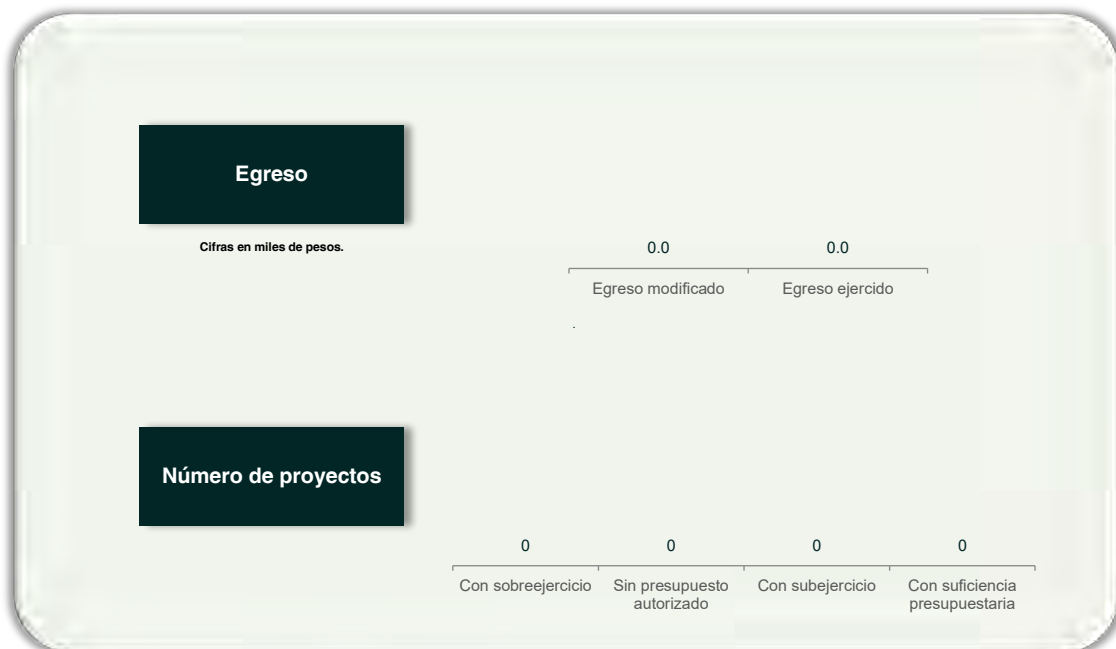 Egreso
Cifras en miles de pesos.
0.0 0.0
Egreso modificado Egreso ejercido
.
Número de proyectos
0 0 0 0
Con sobreejercicio Sin presupuesto autorizado Con subejercicio Con suficiencia presupuestaria